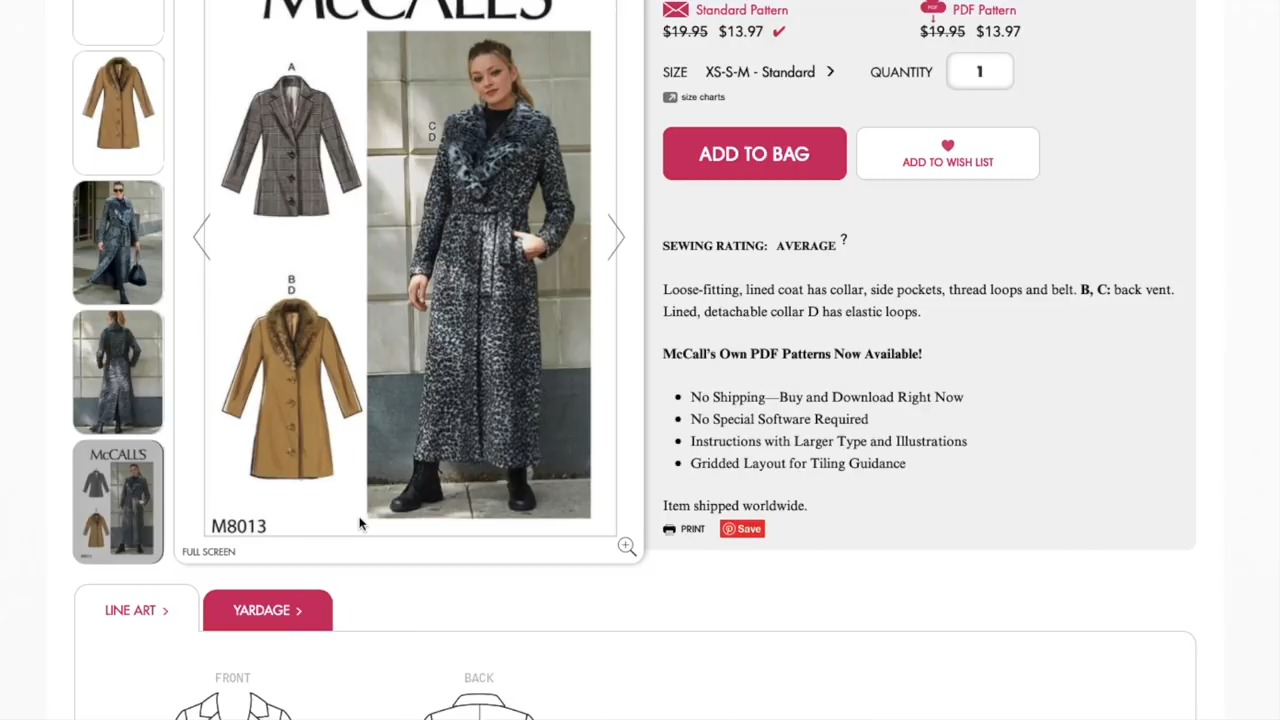 McCALL'S
A
C
D
B
D
M8013
FULL SCREEN
McCALL'S
Standard Pattern
$19.95 $13.97
PDF
PDF Pattern
$19.95 $13.97
SIZE XS-S-M - Standard
QUANTITY 1
size charts
ADD TO BAG
ADD TO WISH LIST
SEWING RATING: AVERAGE ?
Loose-fitting, lined coat has collar, side pockets, thread loops and belt. B, C: back vent.
Lined, detachable collar D has elastic loops.
McCall's Own PDF Patterns Now Available!
No Shipping—Buy and Download Right Now
No Special Software Required
Instructions with Larger Type and Illustrations
Gridded Layout for Tiling Guidance
Item shipped worldwide.
PRINT Save
LINE ART >
YARDAGE >
FRONT
BACK